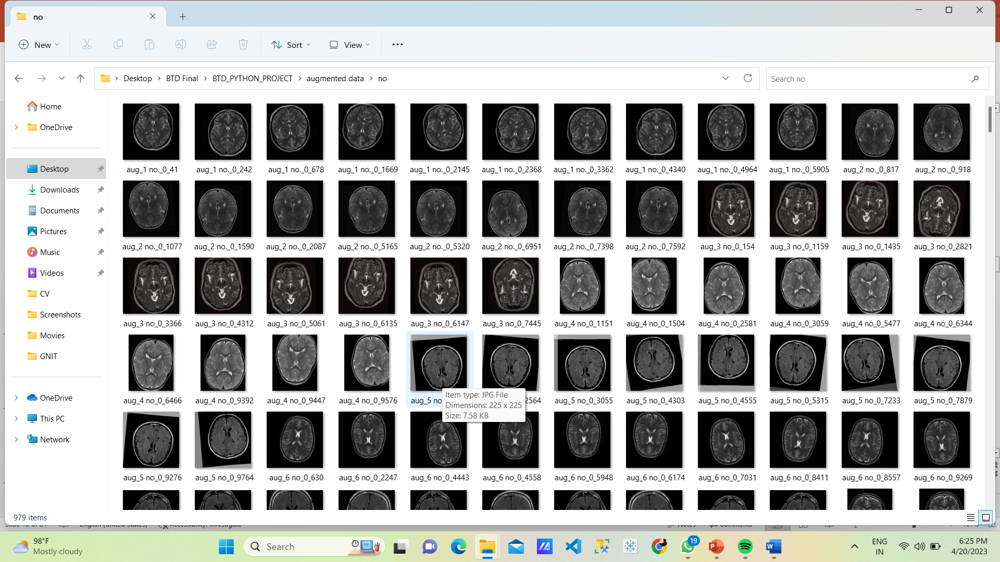 no
New
Sort
View
Desktop
BTD Final
BTD_PYTHON_PROJECT
augmented data
no
Search no
Home
OneDrive
Desktop
Downloads
Documents
Pictures
Music
Videos
CV
Screenshots
Movies
GNIT
OneDrive
This PC
Network
aug_1 no._0_41
aug_1 no._0_242
aug_1 no._0_678
aug_1 no._0_1669
aug_1 no._0_2145
aug_1 no._0_2368
aug_1 no._0_3362
aug_1 no._0_4340
aug_1 no._0_4964
aug_1 no._0_5905
aug_2 no._0_817
aug_2 no._0_918
aug_2 no._0_1077
aug_2 no._0_1590
aug_2 no._0_2087
aug_2 no._0_5165
aug_2 no._0_5320
aug_2 no._0_6951
aug_2 no._0_7398
aug_2 no._0_7592
aug_3 no_0_154
aug_3 no_0_1159
aug_3 no_0_1435
aug_3 no_0_2821
aug_3 no_0_3366
aug_3 no_0_4312
aug_3 no_0_5061
aug_3 no_0_6135
aug_3 no_0_6147
aug_3 no_0_7445
aug_4 no_0_1151
aug_4 no_0_1504
aug_4 no_0_2581
aug_4 no_0_3059
aug_4 no_0_5477
aug_4 no_0_6344
aug_4 no_0_6466
aug_4 no_0_9392
aug_4 no_0_9447
aug_4 no_0_9576
aug_5 no
2564
aug_5 no_0_3055
aug_5 no_0_4303
aug_5 no_0_4555
aug_5 no_0_5315
aug_5 no_0_7233
aug_5 no_0_7879
Item type: JPG File
Dimensions: 225 x 225
Size: 7.58 KB
aug_5 no_0_9276
aug_5 no_0_9764
aug_6 no_0_630
aug_6 no_0_2247
aug_6 no_0_4443
aug_6 no_0_4558
aug_6 no_0_5948
aug_6 no_0_6174
aug_6 no_0_7031
aug_6 no_0_8411
aug_6 no_0_8557
aug_6 no_0_9269
979 items
98°F
Mostly cloudy
Search
19
ENG
IN
6:25 PM
4/20/2023